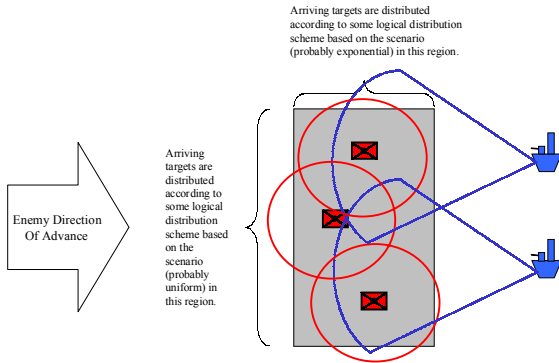 Arriving targets are distributed
according to some logical distribution
scheme based on the scenario
(probably exponential) in this region.
Arriving
targets are
distributed
according to
some logical
distribution
scheme based
on the
scenario
(probably
uniform) in
this region.
Enemy Direction
Of Advance